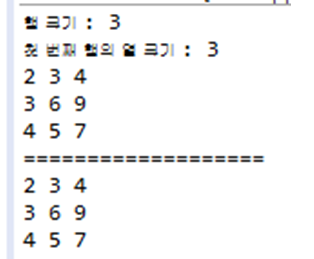 행 크기 : 3
첫 번째 행의 열 크기 : 3
2 3 4
3 6 9
4 5 7
===================
2 3 4
3 6 9
4 5 7